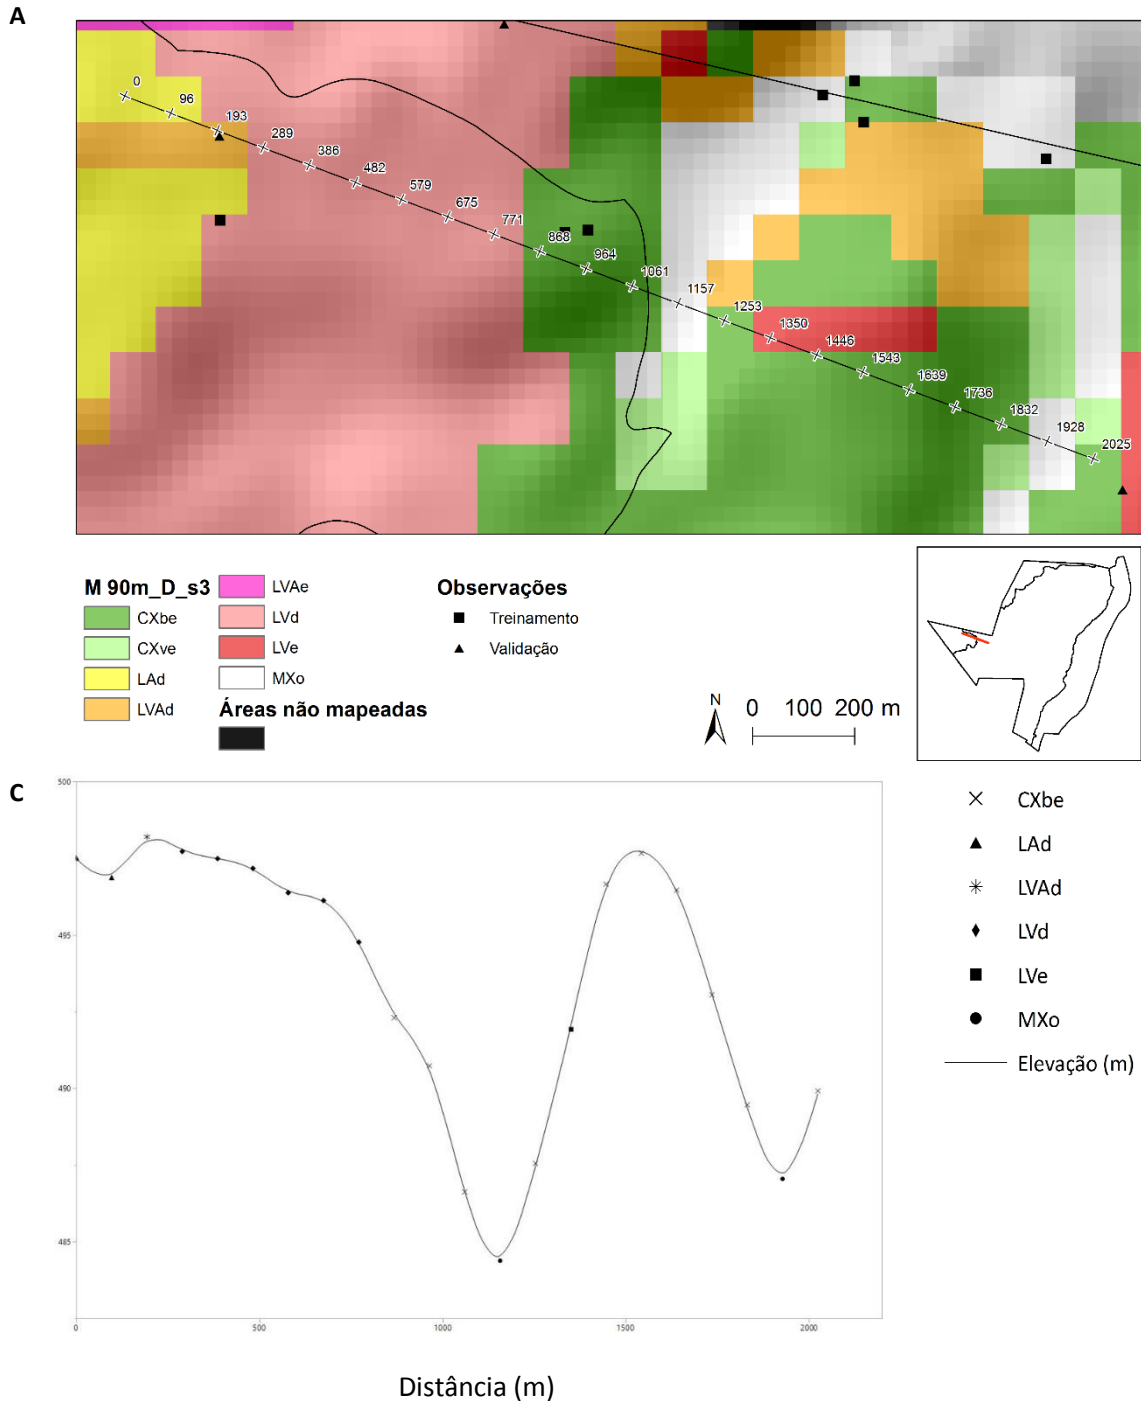 A
0
96
193
289
386
482
579
675
771
868
964
1061
1157
1253
1350
1446
1543
1639
1736
1832
1928
2025
M 90m_D_s3
CXbe
CXve
LAd
LVAd
LVAe
LVd
LVe
MXo
Áreas não mapeadas
Observações
Treinamento
Validação
N
0 100 200 m
C
500
495
490
485
0 500 1000 1500 2000
Distância (m)
CXbe
LAd
LVAd
LVd
LVe
MXo
Elevação (m)